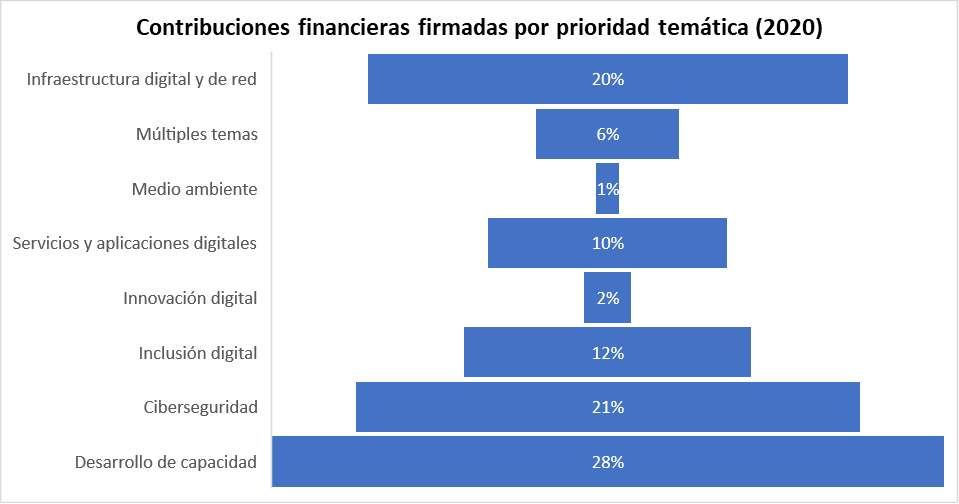 Contribuciones financieras firmadas por prioridad temática (2020)
Infraestructura digital y de red 20%
Múltiples temas 6%
Medio ambiente 1%
Servicios y aplicaciones digitales 10%
Innovación digital 2%
Inclusión digital 12%
Ciberseguridad 21%
Desarrollo de capacidad 28%